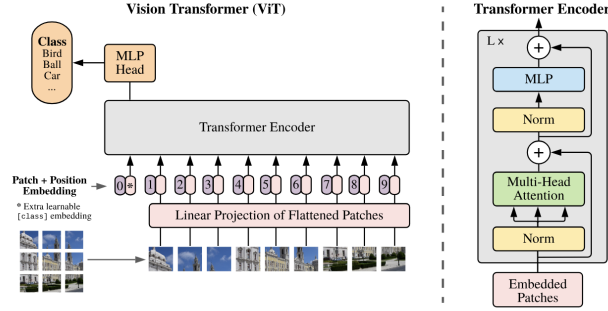 Vision Transformer (ViT)
Class
Bird
Ball
Car
...
MLP
Head
Transformer Encoder
Patch + Position
Embedding
0 * 1 2 3 4 5 6 7 8 9
* Extra learnable
[class] embedding
Linear Projection of Flattened Patches
Transformer Encoder
L x
+
MLP
Norm
+
Multi-Head
Attention
Norm
Embedded
Patches